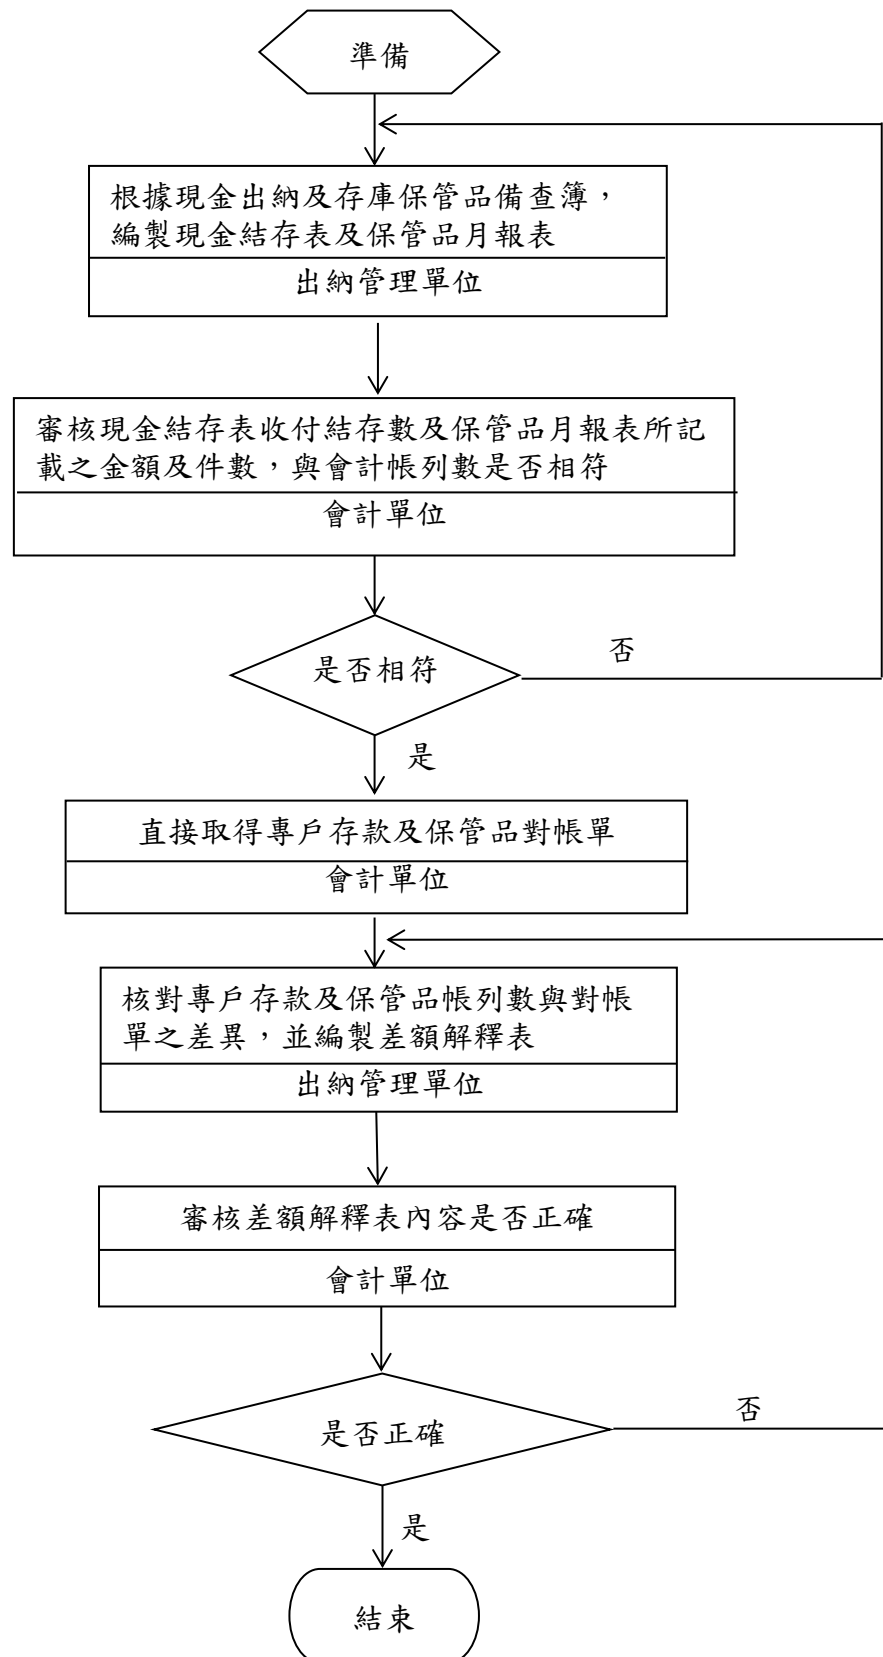 準備
根據現金出納及存庫保管品備查簿，
編製現金結存表及保管品月報表
出納管理單位
審核現金結存表收付結存數及保管品月報表所記
載之金額及件數，與會計帳列數是否相符
會計單位
是否相符
否
是
直接取得專戶存款及保管品對帳單
會計單位
核對專戶存款及保管品帳列數與對帳
單之差異，並編製差額解釋表
出納管理單位
審核差額解釋表內容是否正確
會計單位
是否正確
否
是
結束